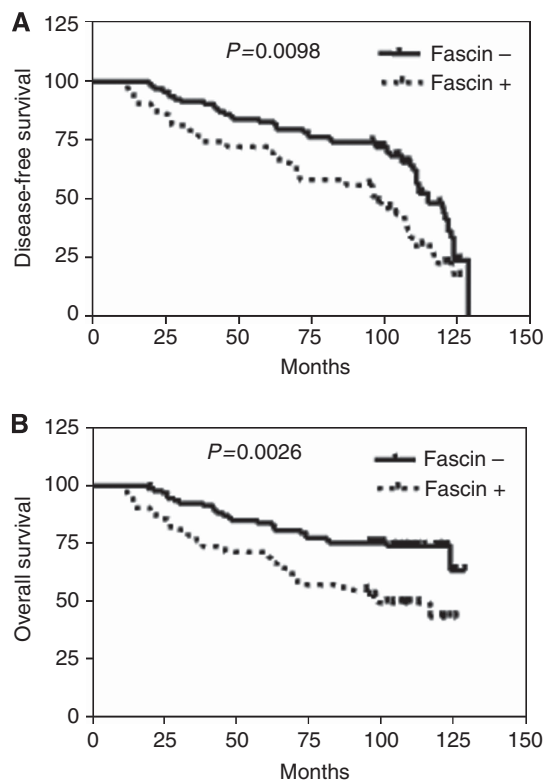 A
125
P=0.0098
Fascin –
Fascin +
100
75
50
25
0
Disease-free survival
0 25 50 75 100 125 150
Months
B
125
P=0.0026
Fascin –
Fascin +
100
75
50
25
0
Overall survival
0 25 50 75 100 125 150
Months